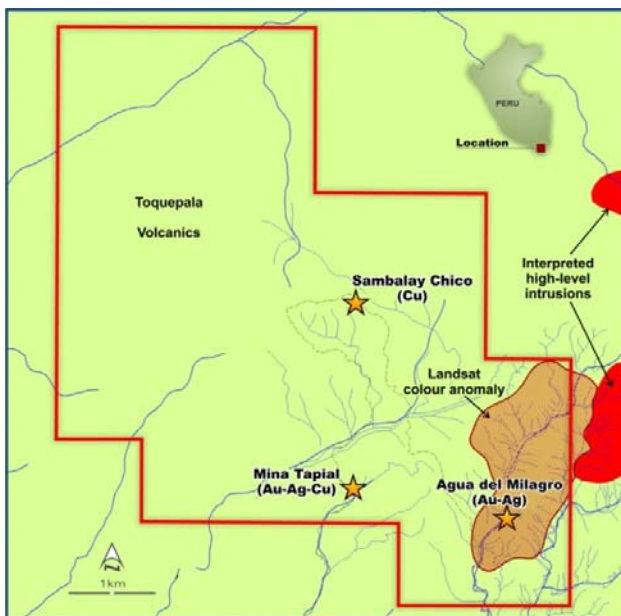 PERU
Location
Toquepala
Volcanics
Interpreted
high-level
intrusions
Sambalay Chico
(Cu)
Landsat
colour anomaly
Mina Tapial
(Au-Ag-Cu)
Agua del Milagro
(Au-Ag)
1km